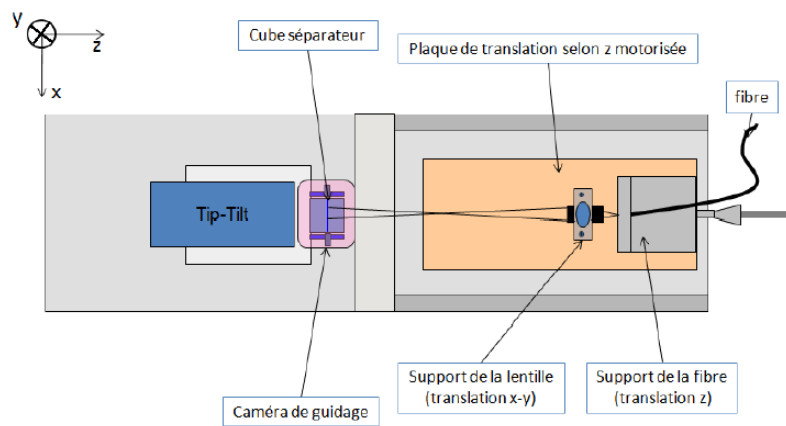 y
z
x
Cube séparateur
Plaque de translation selon z motorisée
fibre
Tip-Tilt
Caméra de guidage
Support de la lentille
(translation x-y)
Support de la fibre
(translation z)